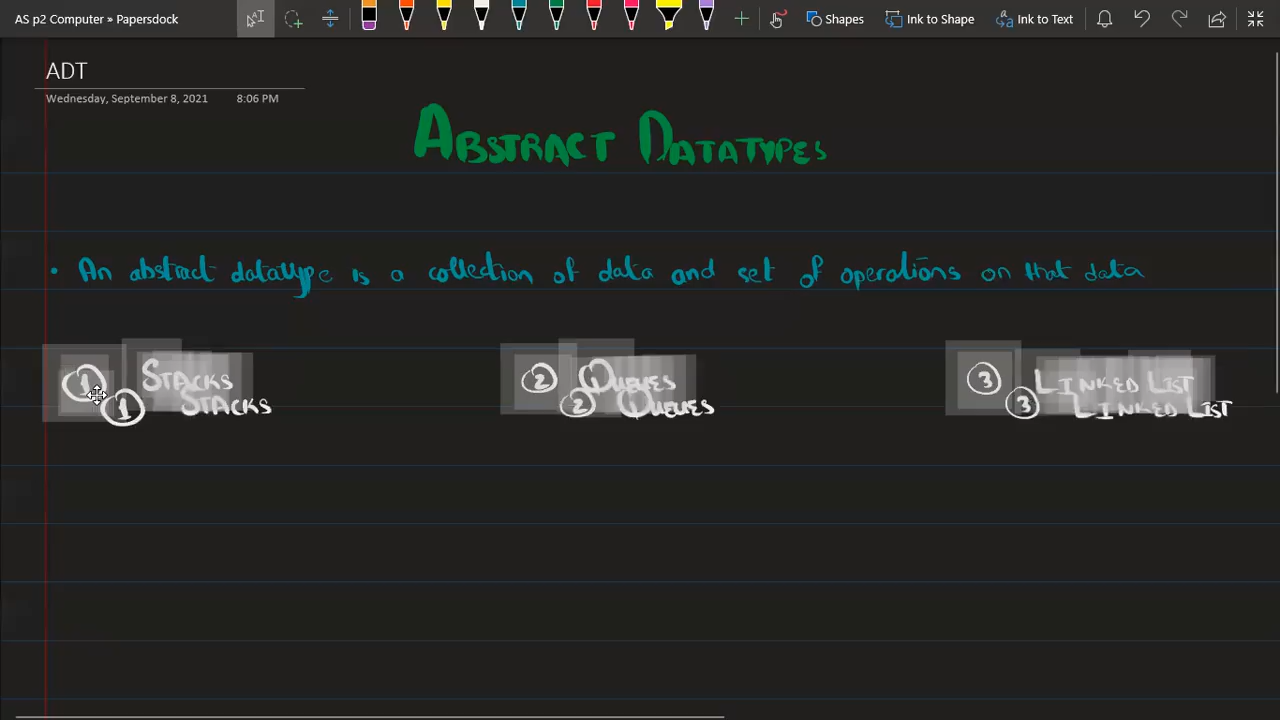 AS p2 Computer » Papersdock Shapes Ink to Shape Ink to Text
ADT
Wednesday, September 8, 2021 8:06 PM
ABSTRACT DATATYPES
• An abstract datatype is a collection of data and set of operations on that data
1 STACKS 2 QUEUES 3 LINKED LIST
1 STACKS 2 QUEUES 3 LINKED LIST